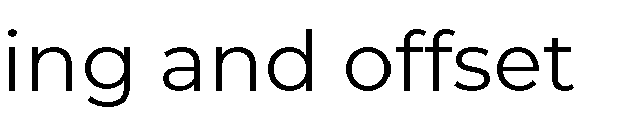 ing and offset